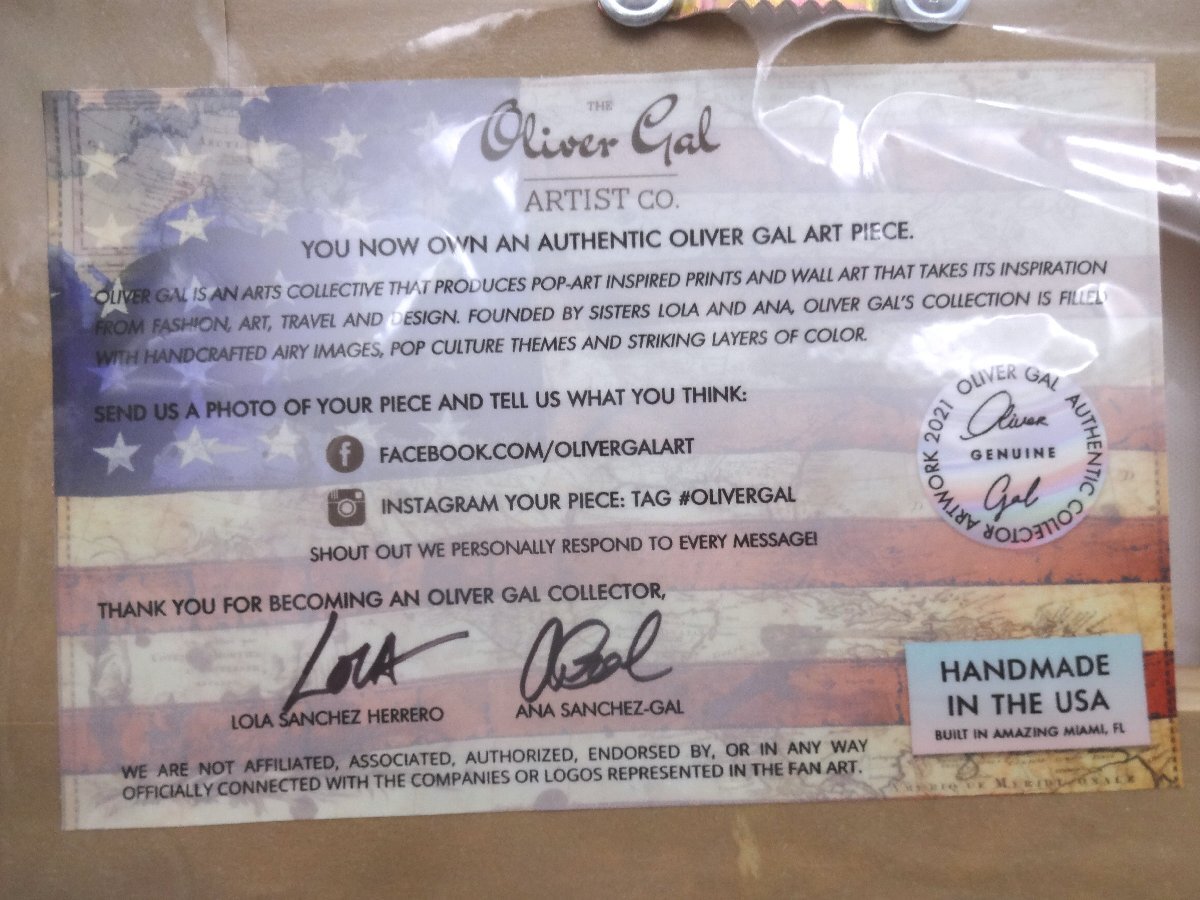 THE
Oliver Gal
ARTIST CO.
YOU NOW OWN AN AUTHENTIC OLIVER GAL ART PIECE.
OLIVER GAL IS AN ARTS COLLECTIVE THAT PRODUCES POP-ART INSPIRED PRINTS AND WALL ART THAT TAKES ITS INSPIRATION
FROM FASHION, ART, TRAVEL AND DESIGN. FOUNDED BY SISTERS LOLA AND ANA, OLIVER GAL'S COLLECTION IS FILLED
WITH HANDCRAFTED AIRY IMAGES, POP CULTURE THEMES AND STRIKING LAYERS OF COLOR.
SEND US A PHOTO OF YOUR PIECE AND TELL US WHAT YOU THINK:
FACEBOOK.COM/OLIVERGALART
INSTAGRAM YOUR PIECE: TAG #OLIVERGAL
SHOUT OUT WE PERSONALLY RESPOND TO EVERY MESSAGE!
OLIVER GAL AUTHENTIC COLLECTOR ARTWORK 2021
Oliver
GENUINE
Gal
THANK YOU FOR BECOMING AN OLIVER GAL COLLECTOR,
LOLA
LOLA SANCHEZ HERRERO
ANA SANCHEZ-GAL
HANDMADE
IN THE USA
BUILT IN AMAZING MIAMI, FL
WE ARE NOT AFFILIATED, ASSOCIATED, AUTHORIZED, ENDORSED BY, OR IN ANY WAY
OFFICIALLY CONNECTED WITH THE COMPANIES OR LOGOS REPRESENTED IN THE FAN ART.
AMERIQUE MERIDIONALE